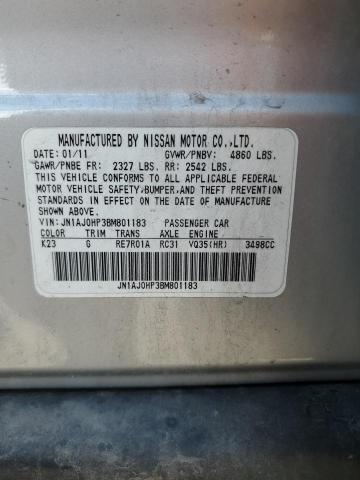 MANUFACTURED BY NISSAN MOTOR CO.,LTD.
DATE: 01/11 GVWR/PNBV: 4860 LBS.
GAWR/PNBE FR: 2327 LBS. RR: 2542 LBS.
THIS VEHICLE CONFORMS TO ALL APPLICABLE FEDERAL
MOTOR VEHICLE SAFETY,BUMPER,AND THEFT PREVENTION
STANDARDS IN EFFECT ON THE DATE OF MANUFACTURE
SHOWN ABOVE.
VIN: JN1AJ0HP3BM801183 PASSENGER CAR
COLOR TRIM TRANS AXLE ENGINE
K23 G RE7R01A RC31 VQ35(HR) 3498CC
JN1AJ0HP3BM801183